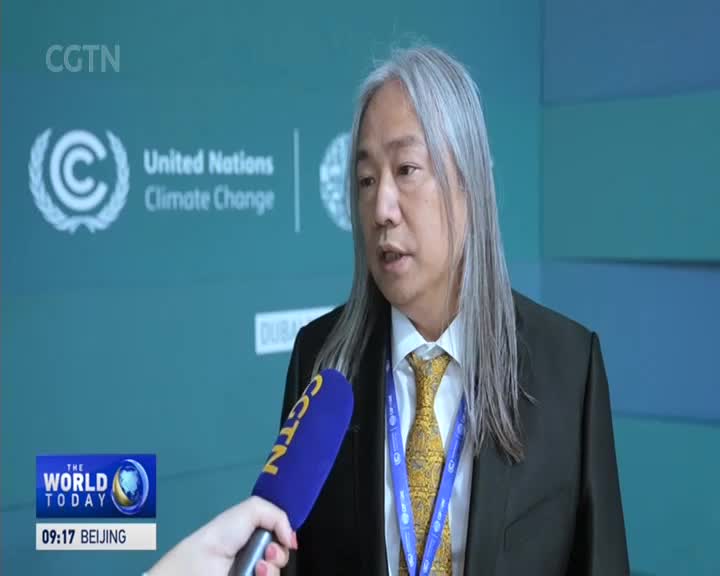 CGTN
United Nations
Climate Change
DUBAI
CGTN
THE
WORLD
TODAY
09:17 BEIJING